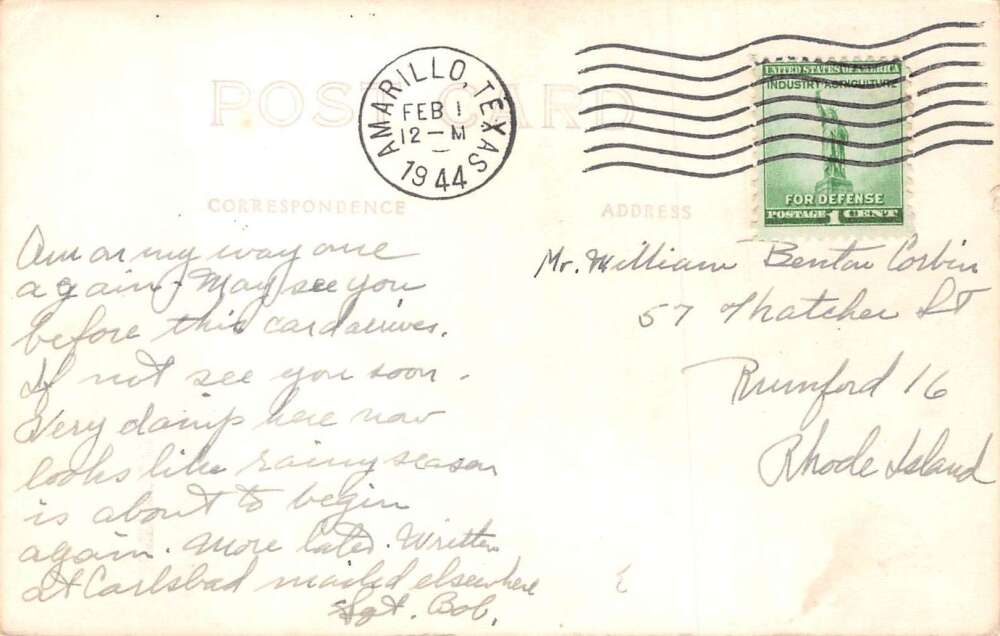 POST CARD
AMARILLO, TEXAS
FEB 1
12-M
1944
UNITED STATES OF AMERICA
INDUSTRY AGRICULTURE
FOR DEFENSE
POSTAGE 1 CENT
CORRESPONDENCE
ADDRESS
Am on my way one
again. May see you
before this card arrives.
If not see you soon.
Very damp here now
looks like rainy season
is about to begin
again. More later. Written
at Carlsbad mailed elsewhere
Sgt. Bob.
Mr. William Benton Corbin
57 Thatcher St
Rumford 16
Rhode Island